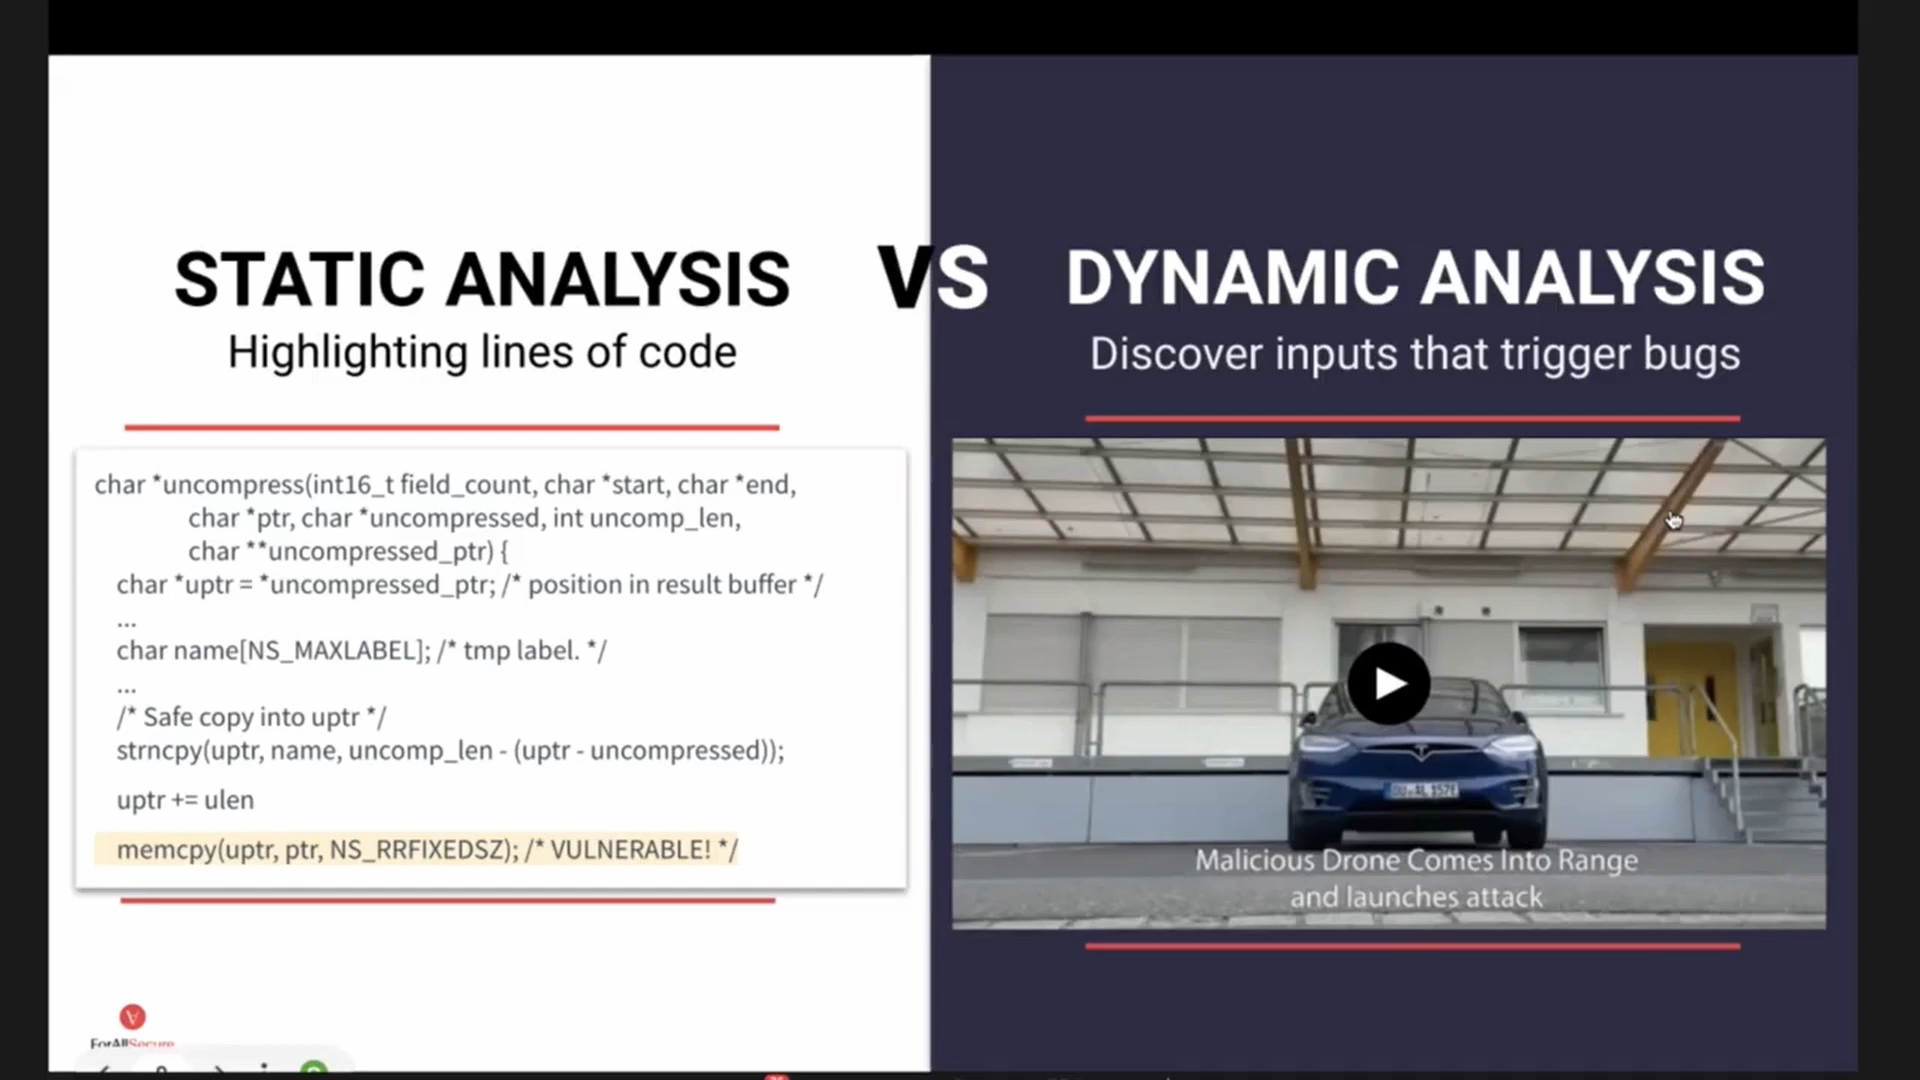 STATIC ANALYSIS
Highlighting lines of code
VS
DYNAMIC ANALYSIS
Discover inputs that trigger bugs
char *uncompress(int16_t field_count, char *start, char *end,
char *ptr, char *uncompressed, int uncomp_len,
char **uncompressed_ptr) {
char *uptr = *uncompressed_ptr; /* position in result buffer */
...
char name[NS_MAXLABEL]; /* tmp label. */
...
/* Safe copy into uptr */
strncpy(uptr, name, uncomp_len - (uptr - uncompressed));
uptr += ulen
memcpy(uptr, ptr, NS_RRFIXEDSZ); /* VULNERABLE! */
Malicious Drone Comes Into Range
and launches attack
ForAllSecure